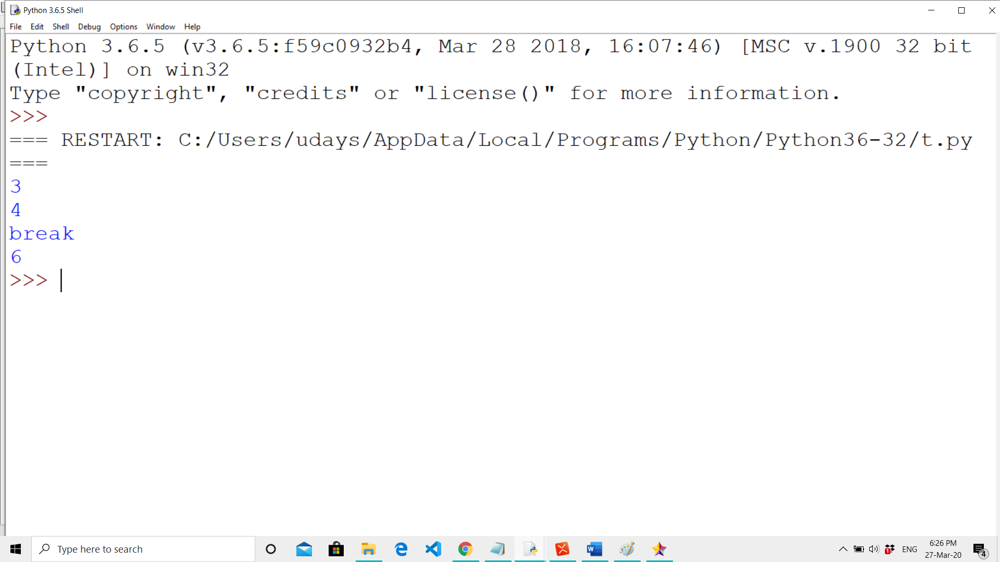 Python 3.6.5 Shell
File Edit Shell Debug Options Window Help
Python 3.6.5 (v3.6.5:f59c0932b4, Mar 28 2018, 16:07:46) [MSC v.1900 32 bit
(Intel)] on win32
Type "copyright", "credits" or "license()" for more information.
>>>
=== RESTART: C:/Users/udays/AppData/Local/Programs/Python/Python36-32/t.py
===
3
4
break
6
>>>
Type here to search
W
1
ENG
6:26 PM
27-Mar-20
4